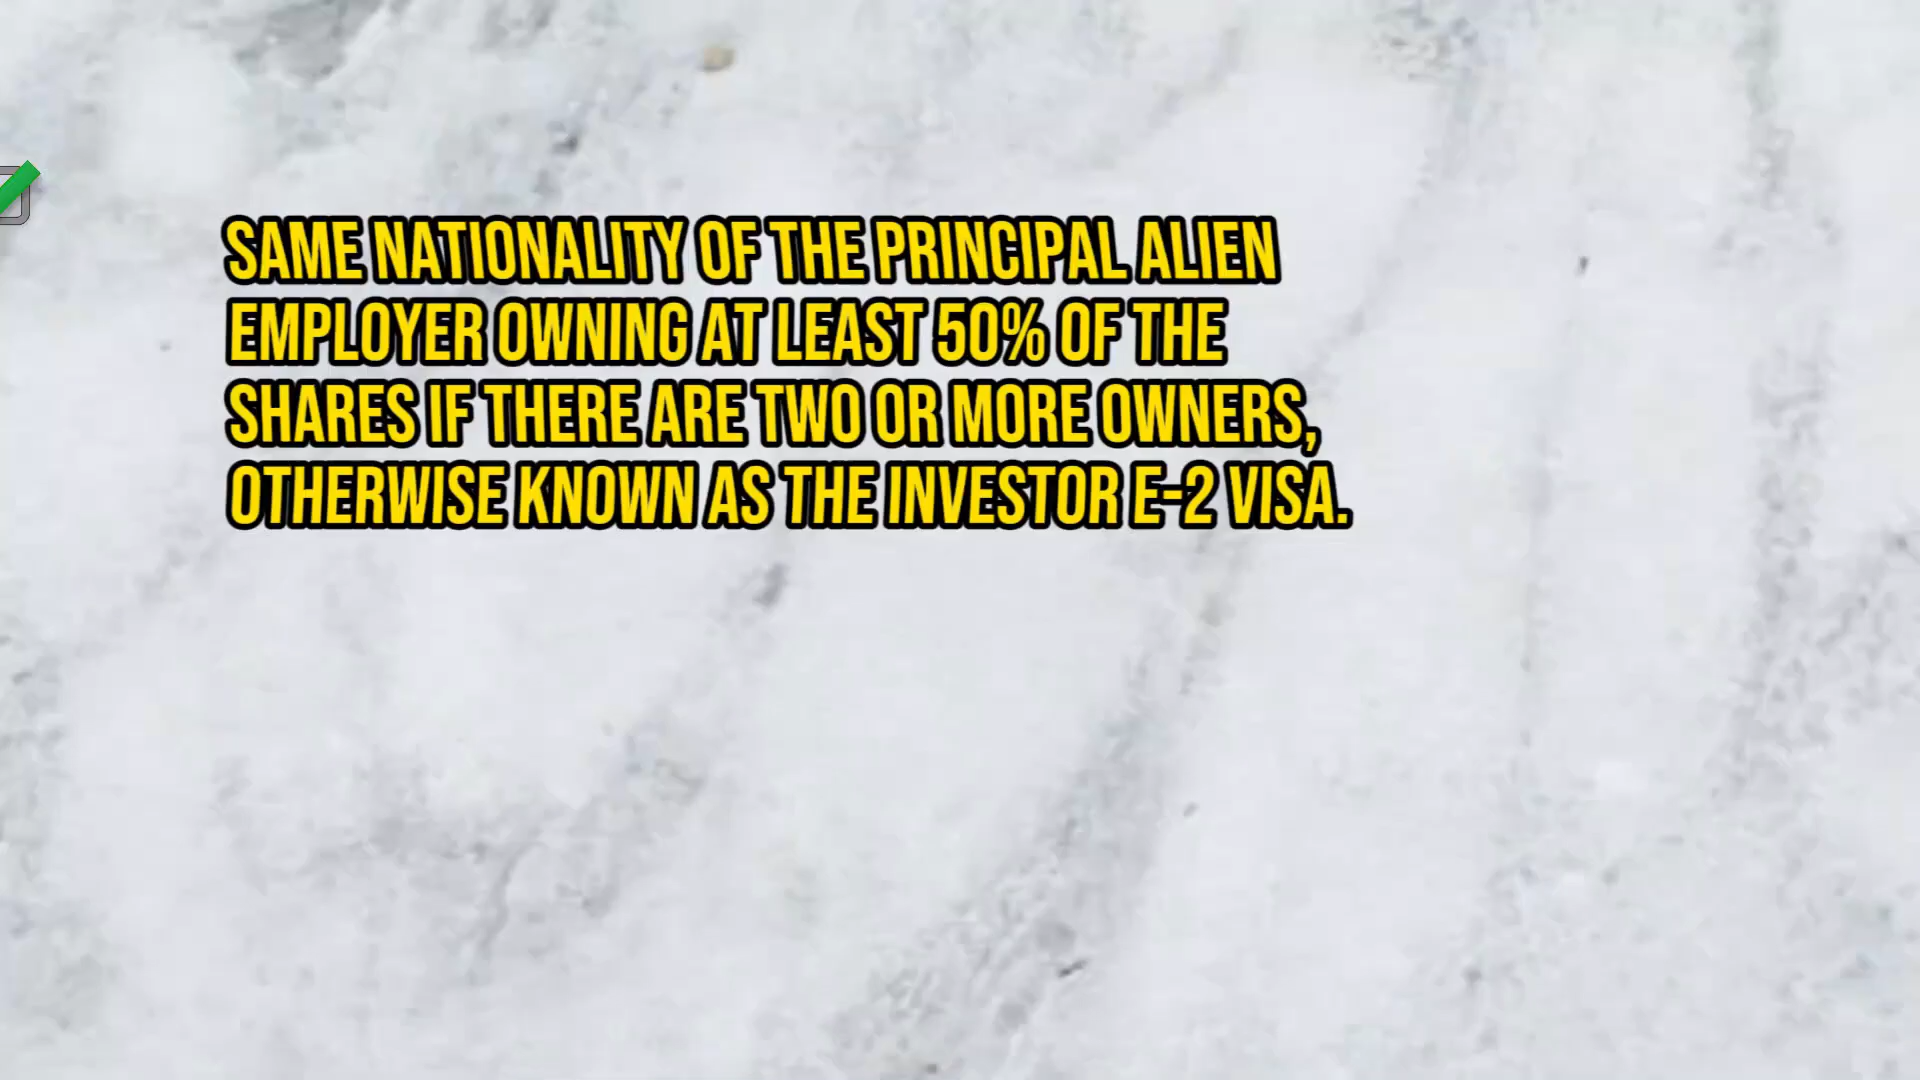 SAME NATIONALITY OF THE PRINCIPAL ALIEN
EMPLOYER OWNING AT LEAST 50% OF THE
SHARES IF THERE ARE TWO OR MORE OWNERS,
OTHERWISE KNOWN AS THE INVESTOR E-2 VISA.